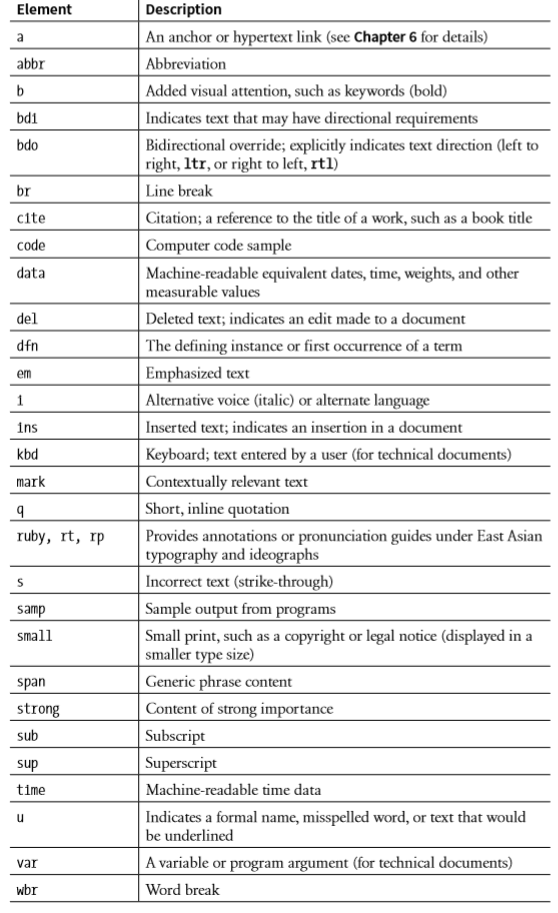 Element Description
a An anchor or hypertext link (see Chapter 6 for details)
abbr Abbreviation
b Added visual attention, such as keywords (bold)
bdi Indicates text that may have directional requirements
bdo Bidirectional override; explicitly indicates text direction (left to
right, ltr, or right to left, rtl)
br Line break
cite Citation; a reference to the title of a work, such as a book title
code Computer code sample
data Machine-readable equivalent dates, time, weights, and other
measurable values
del Deleted text; indicates an edit made to a document
dfn The defining instance or first occurrence of a term
em Emphasized text
i Alternative voice (italic) or alternate language
ins Inserted text; indicates an insertion in a document
kbd Keyboard; text entered by a user (for technical documents)
mark Contextually relevant text
q Short, inline quotation
ruby, rt, rp Provides annotations or pronunciation guides under East Asian
typography and ideographs
s Incorrect text (strike-through)
samp Sample output from programs
small Small print, such as a copyright or legal notice (displayed in a
smaller type size)
span Generic phrase content
strong Content of strong importance
sub Subscript
sup Superscript
time Machine-readable time data
u Indicates a formal name, misspelled word, or text that would
be underlined
var A variable or program argument (for technical documents)
wbr Word break